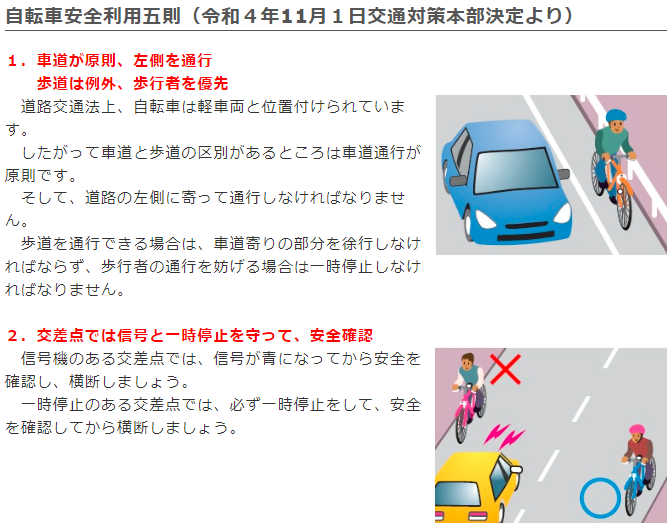 自転車安全利用五則（令和４年11月１日交通対策本部決定より）
１．車道が原則、左側を通行
歩道は例外、歩行者を優先
道路交通法上、自転車は軽車両と位置付けられていま
す。
したがって車道と歩道の区別があるところは車道通行が
原則です。
そして、道路の左側に寄って通行しなければなりませ
ん。
歩道を通行できる場合は、車道寄りの部分を徐行しなけ
ればならず、歩行者の通行を妨げる場合は一時停止しなけ
ればなりません。
２．交差点では信号と一時停止を守って、安全確認
信号機のある交差点では、信号が青になってから安全を
確認し、横断しましょう。
一時停止のある交差点では、必ず一時停止をして、安全
を確認してから横断しましょう。